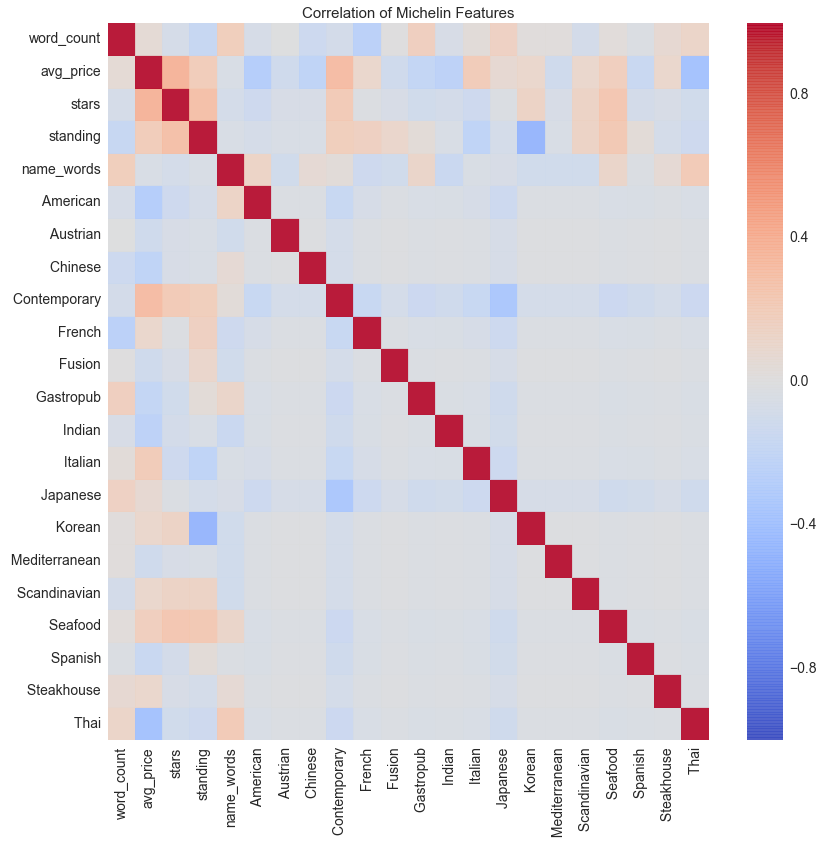 Correlation of Michelin Features
word_count
avg_price
stars
standing
name_words
American
Austrian
Chinese
Contemporary
French
Fusion
Gastropub
Indian
Italian
Japanese
Korean
Mediterranean
Scandinavian
Seafood
Spanish
Steakhouse
Thai
0.8
0.4
0.0
−0.4
−0.8
word_count
avg_price
stars
standing
name_words
American
Austrian
Chinese
Contemporary
French
Fusion
Gastropub
Indian
Italian
Japanese
Korean
Mediterranean
Scandinavian
Seafood
Spanish
Steakhouse
Thai